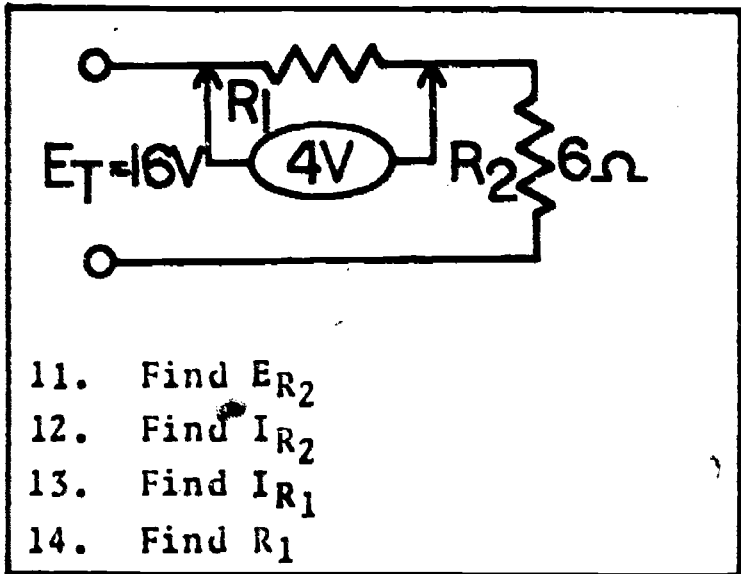 R1
ET=16V 4V R2 6Ω
11. Find ER2
12. Find IR2
13. Find IR1
14. Find R1